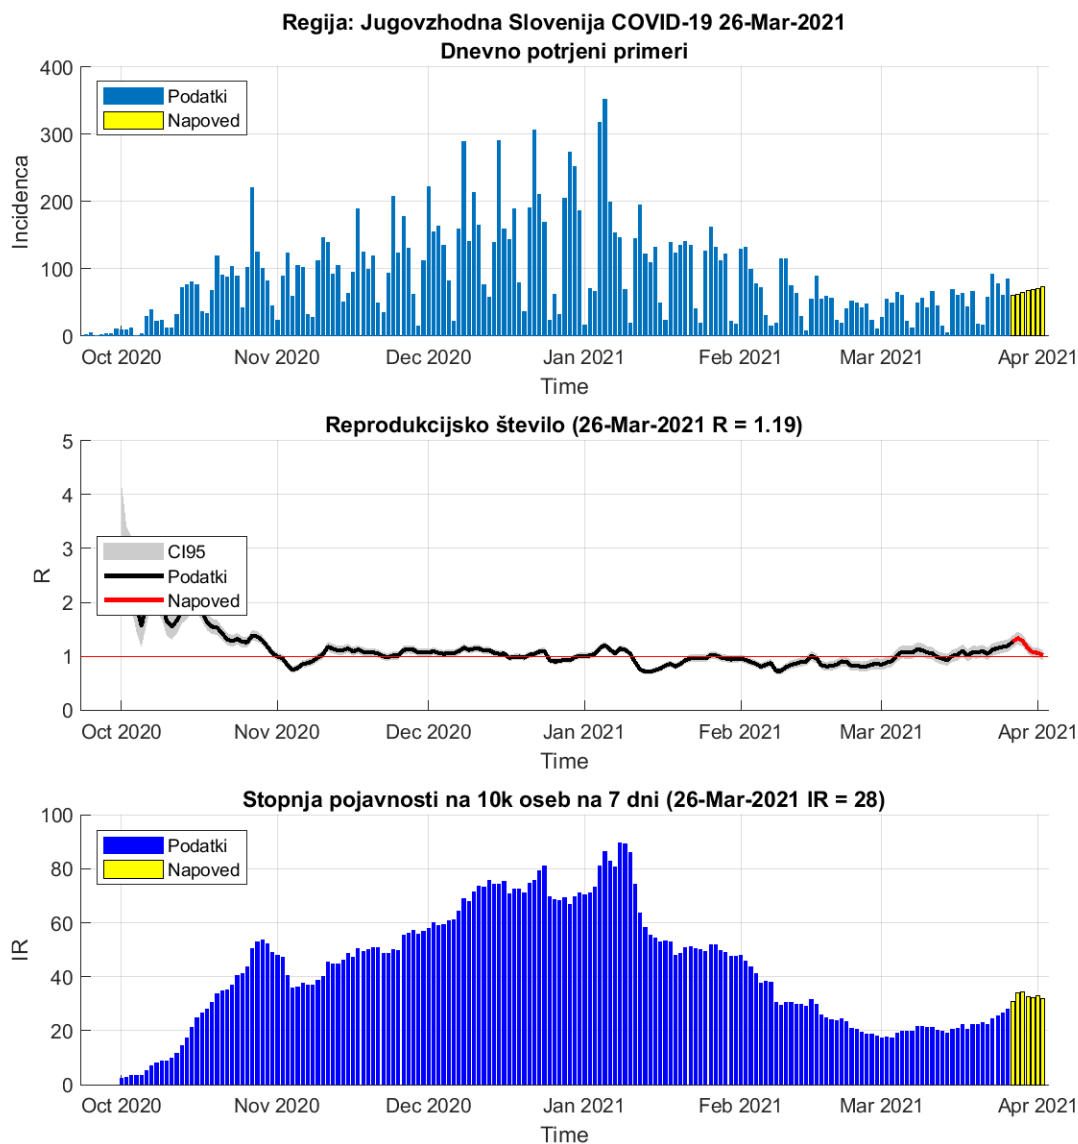 Regija: Jugovzhodna Slovenija COVID-19 26-Mar-2021
Dnevno potrjeni primeri
400
300
200
100
0
Incidenca
Podatki
Napoved
Oct 2020 Nov 2020 Dec 2020 Jan 2021 Feb 2021 Mar 2021 Apr 2021
Time
Reprodukcijsko število (26-Mar-2021 R = 1.19)
5
4
3
2
1
0
R
CI95
Podatki
Napoved
Oct 2020 Nov 2020 Dec 2020 Jan 2021 Feb 2021 Mar 2021 Apr 2021
Time
Stopnja pojavnosti na 10k oseb na 7 dni (26-Mar-2021 IR = 28)
100
80
60
40
20
0
IR
Podatki
Napoved
Oct 2020 Nov 2020 Dec 2020 Jan 2021 Feb 2021 Mar 2021 Apr 2021
Time